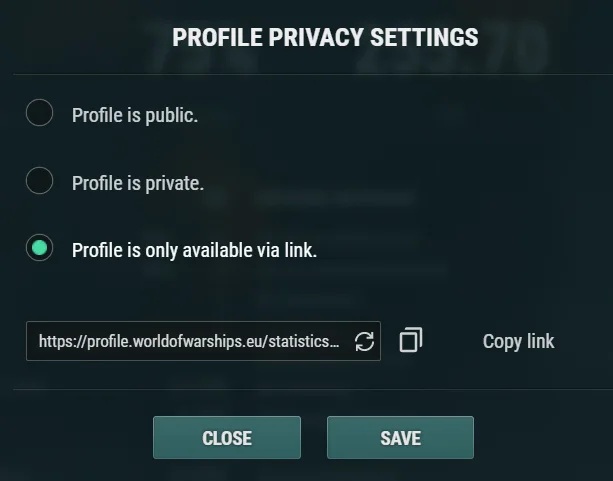 PROFILE PRIVACY SETTINGS
Profile is public.
Profile is private.
Profile is only available via link.
https://profile.worldofwarships.eu/statistics... Copy link
CLOSE SAVE